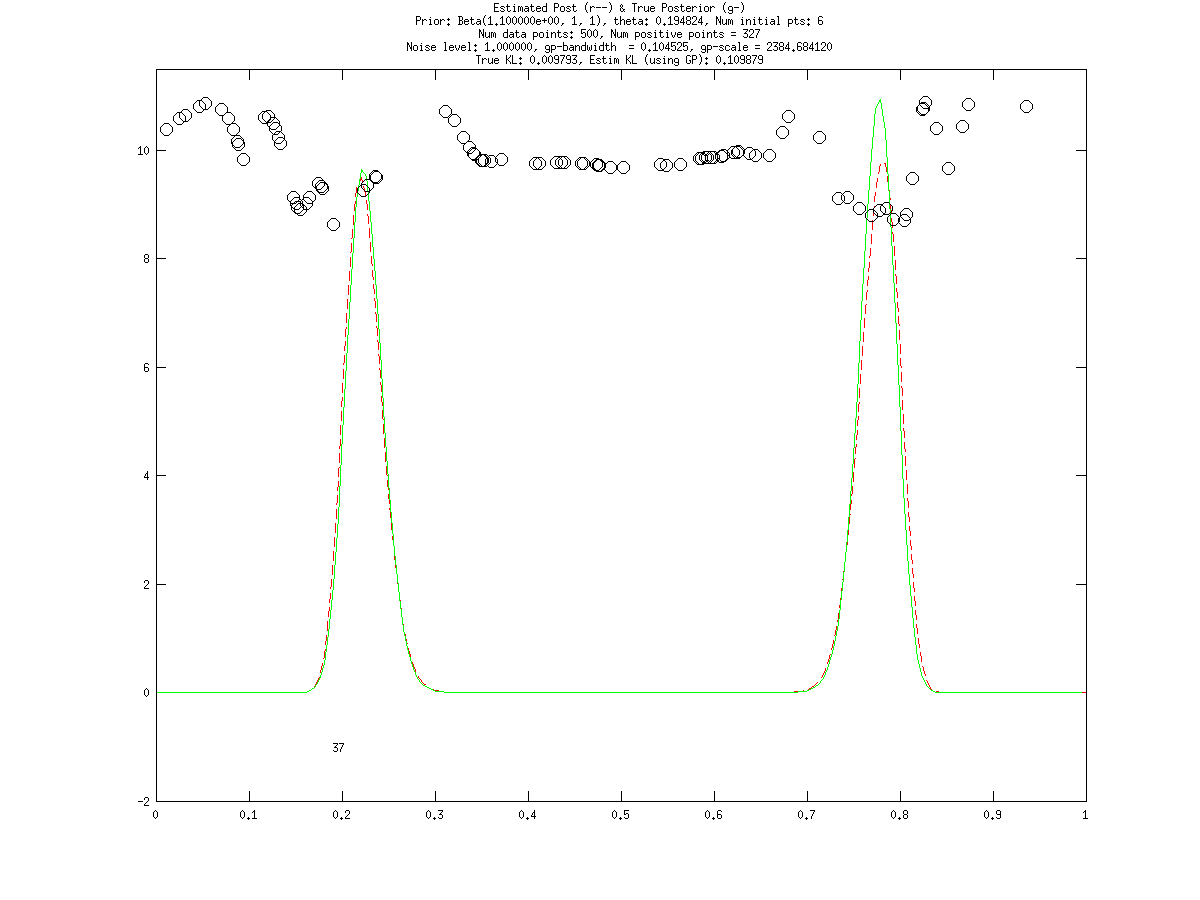 Estimated Post (r--) & True Posterior (g-)
Prior: Beta(1.100000e+00, 1, 1), theta: 0.194824, Num initial pts: 6
Num data points: 500, Num positive points = 327
Noise level: 1.000000, gp-bandwidth = 0.104525, gp-scale = 2384.684120
True KL: 0.009793, Estim KL (using GP): 0.109879
10
8
6
4
2
0
37
-2
0 0.1 0.2 0.3 0.4 0.5 0.6 0.7 0.8 0.9 1